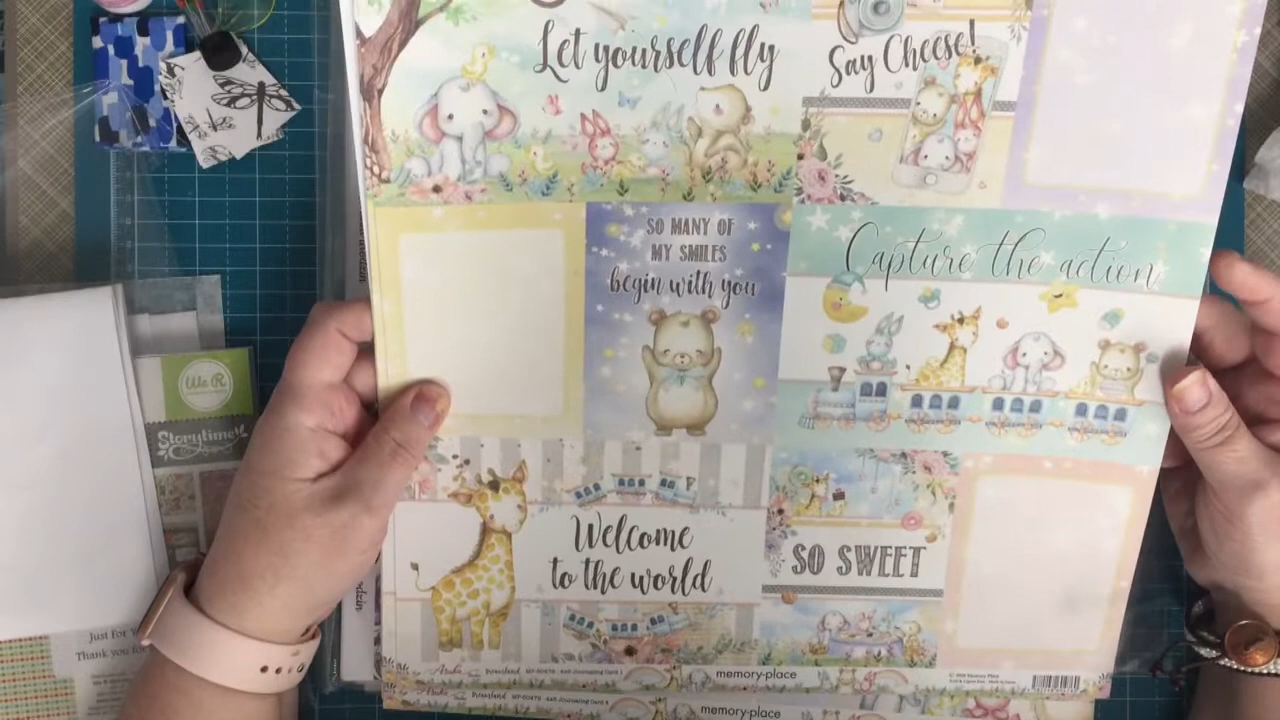 Let yourself fly
Say Cheese!
SO MANY OF
MY SMILES
begin with you
Capture the action
We R
Storytime
Welcome
to the world
SO SWEET
Just For Y
Thank you fo
memory-place
memory-place